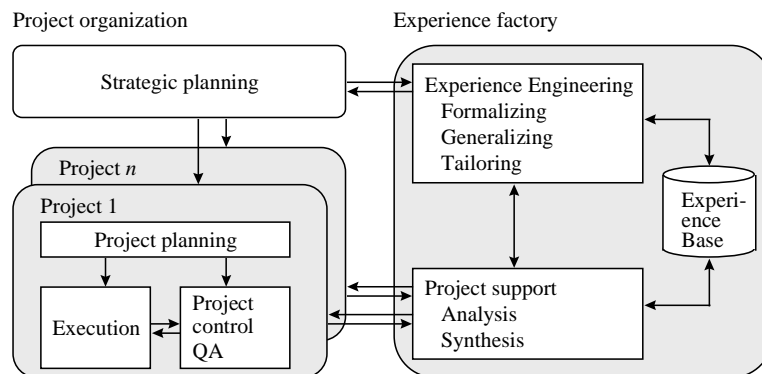 Project organization
Strategic planning
Project n
Project 1
Project planning
Execution
Project
control
QA
Experience factory
Experience Engineering
Formalizing
Generalizing
Tailoring
Experi-
ence
Base
Project support
Analysis
Synthesis